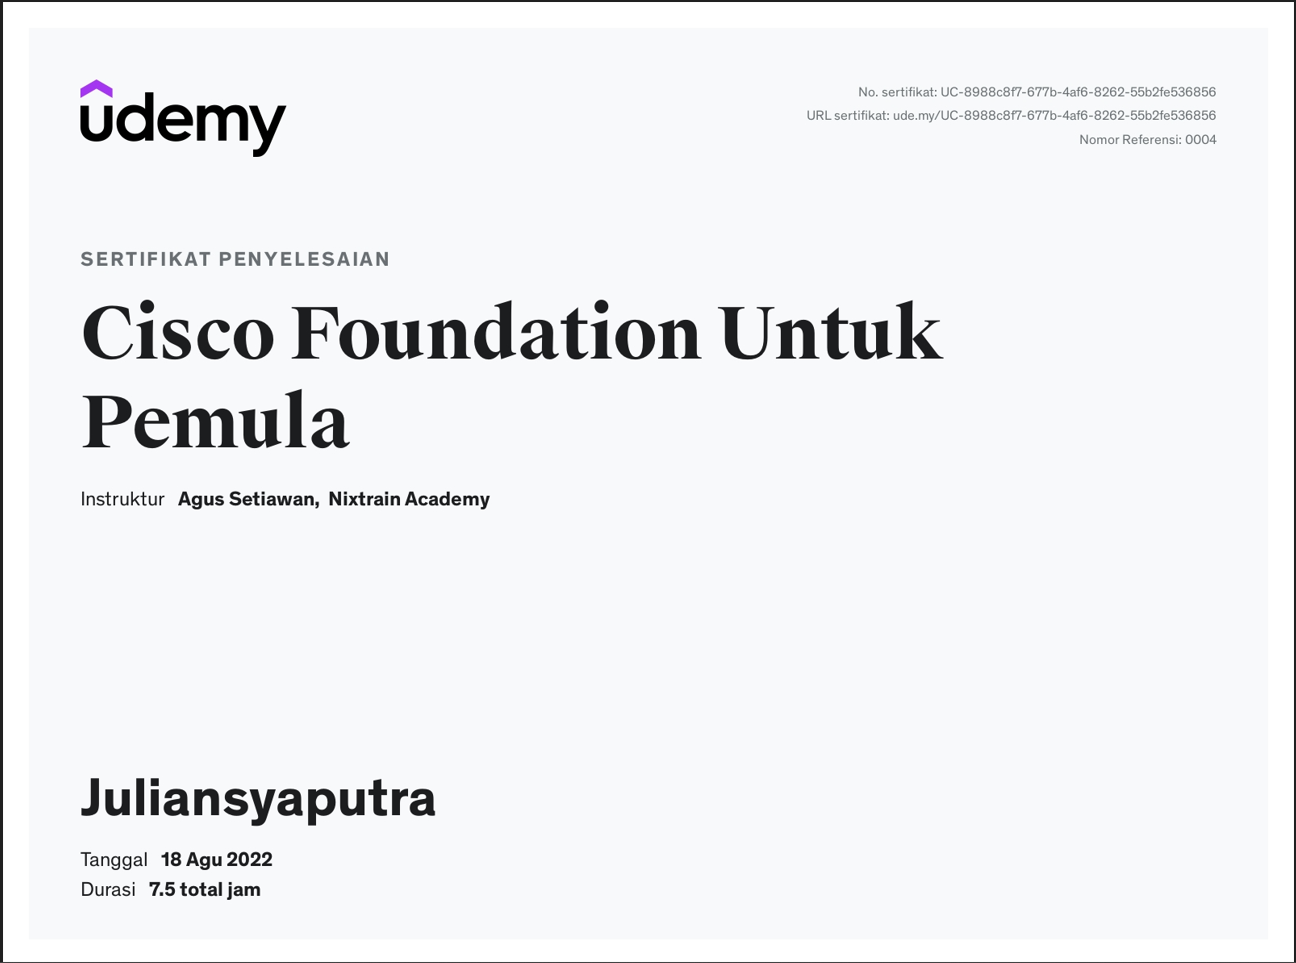 udemy
No. sertifikat: UC-8988c8f7-677b-4af6-8262-55b2fe536856
URL sertifikat: ude.my/UC-8988c8f7-677b-4af6-8262-55b2fe536856
Nomor Referensi: 0004
SERTIFIKAT PENYELESAIAN
Cisco Foundation Untuk
Pemula
Instruktur Agus Setiawan, Nixtrain Academy
Juliansyaputra
Tanggal 18 Agu 2022
Durasi 7.5 total jam